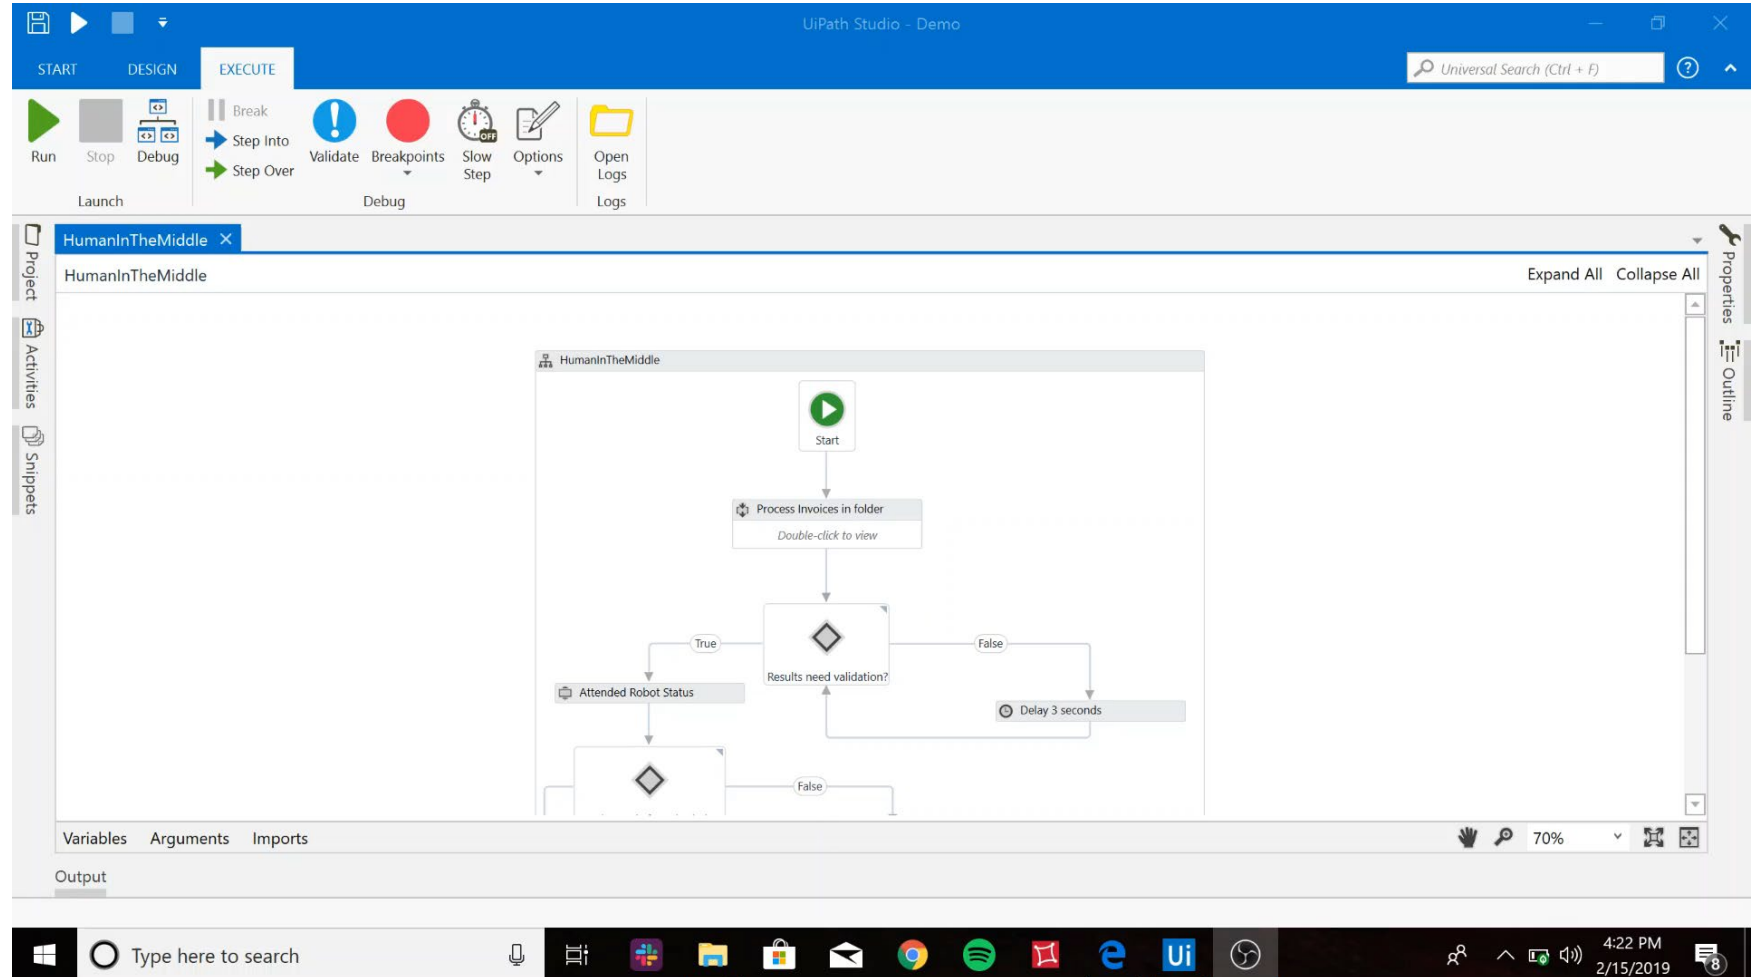 UiPath Studio - Demo
START DESIGN EXECUTE
Universal Search (Ctrl + F)
Run
Stop
Debug
Launch
Break
Step Into
Step Over
Validate
Breakpoints
Slow
Step
Options
Debug
OFF
Open
Logs
Logs
HumanInTheMiddle
HumanInTheMiddle
Expand All Collapse All
Project
Activities
Snippets
Properties
Outline
HumanInTheMiddle
Start
Process Invoices in folder
Double-click to view
True
False
Results need validation?
Attended Robot Status
Delay 3 seconds
False
Variables Arguments Imports
70%
Output
Type here to search
Ui
4:22 PM
2/15/2019
8